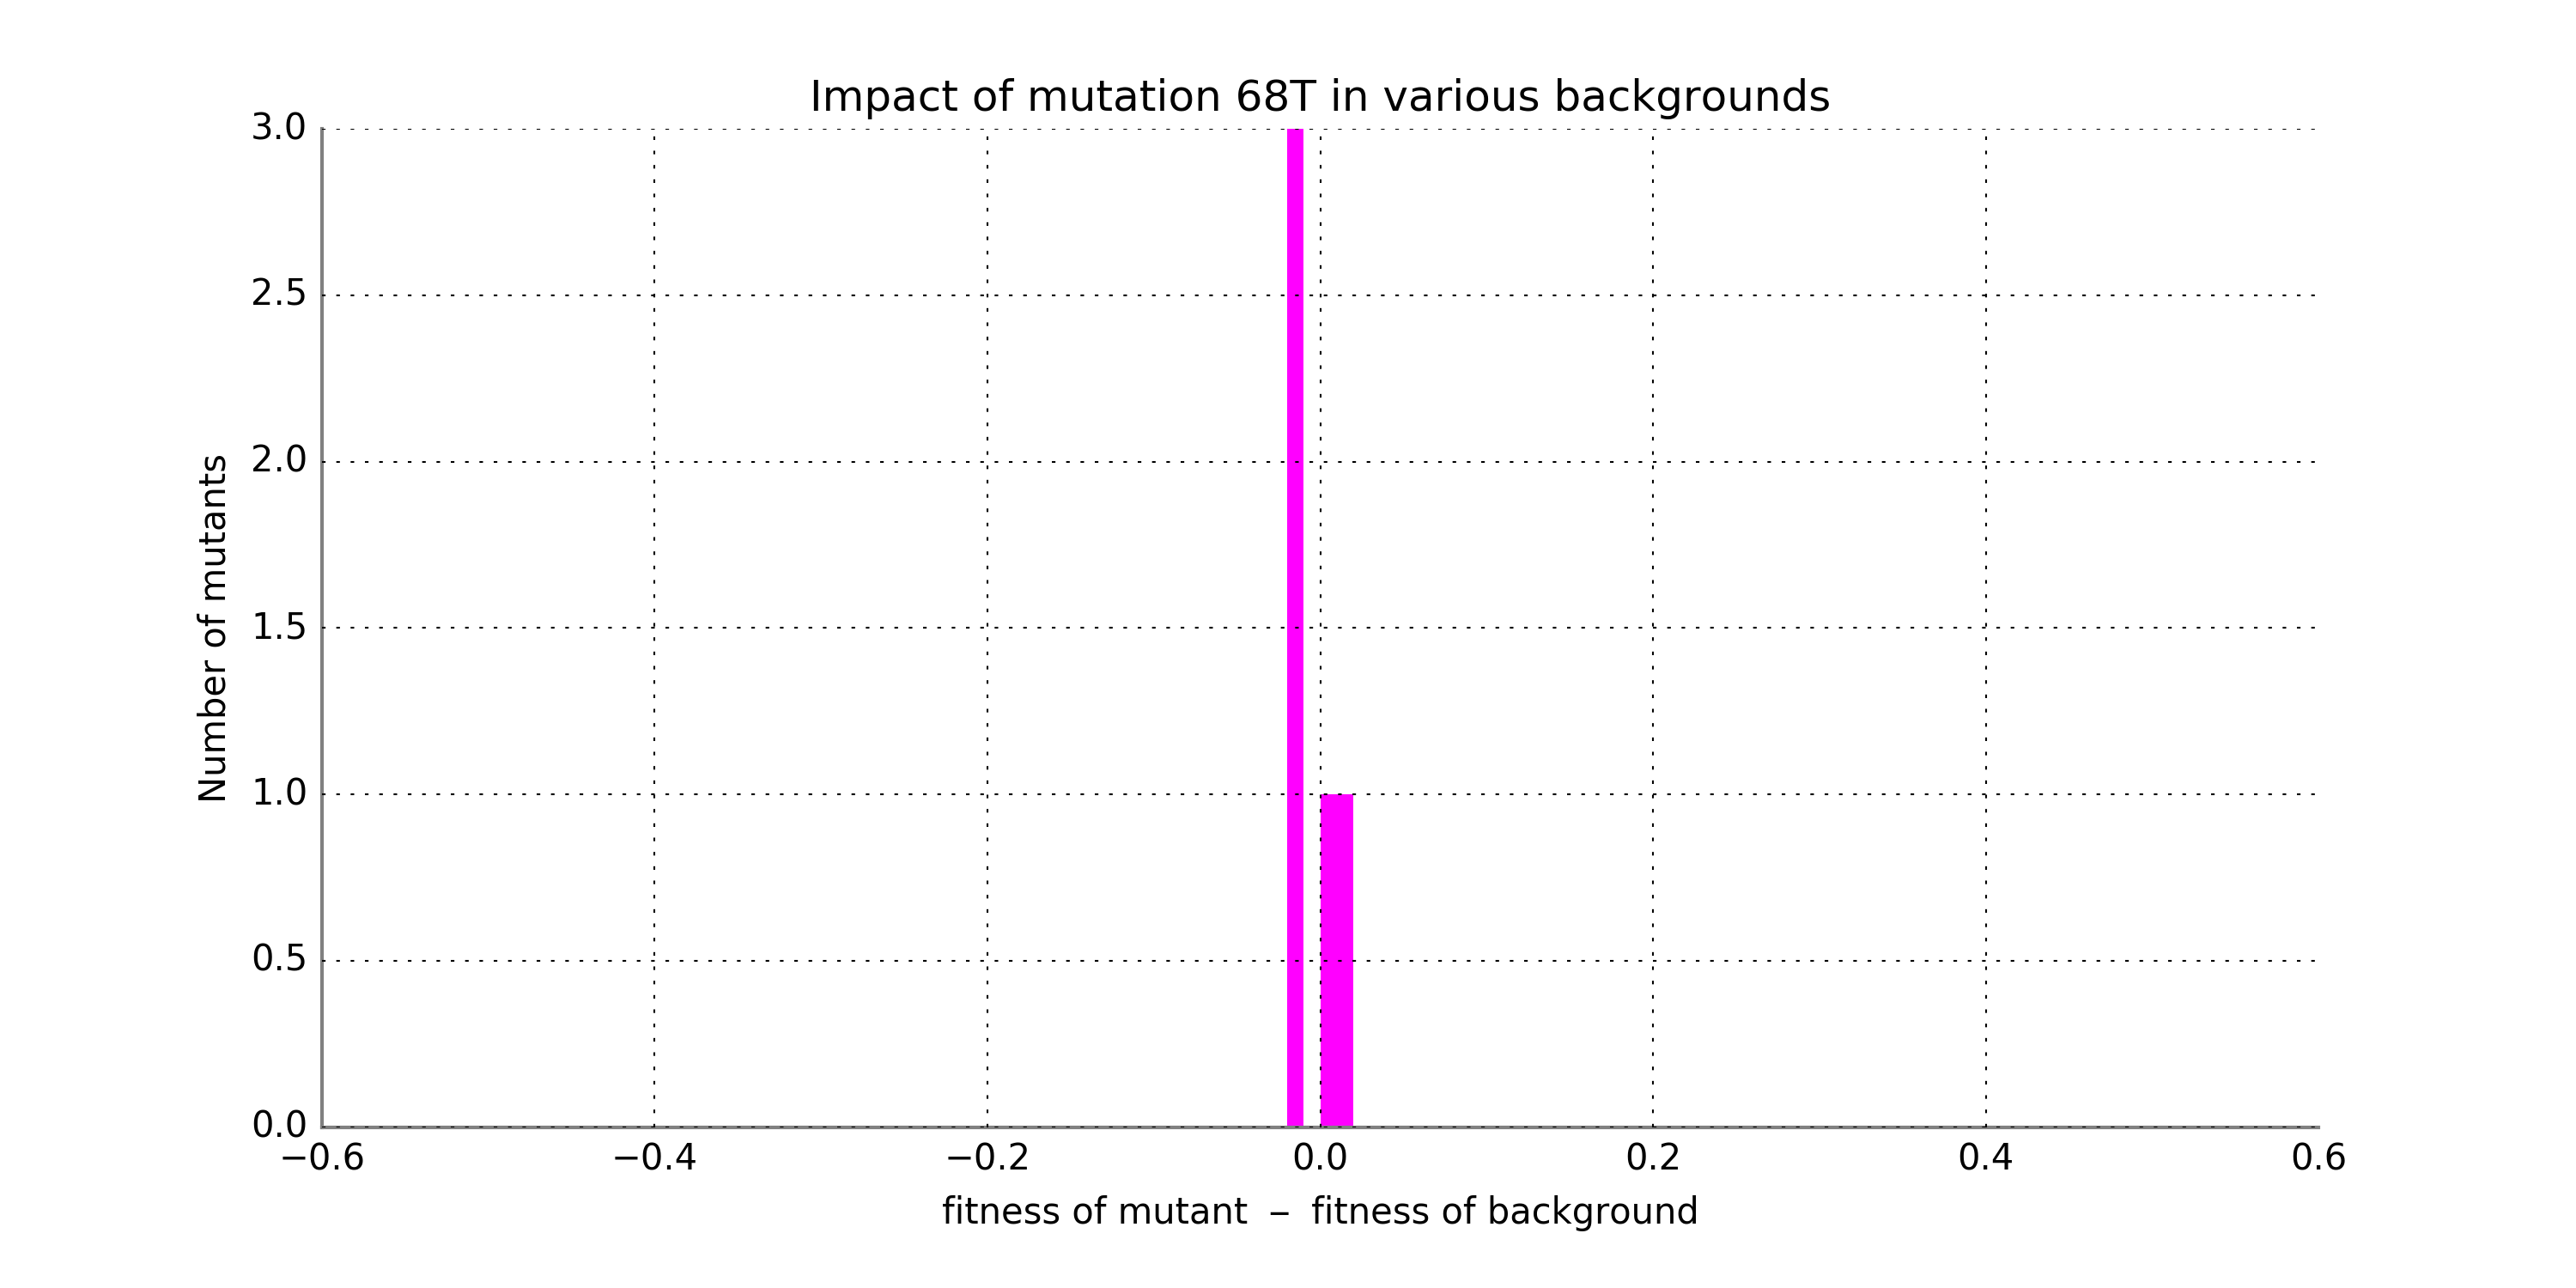 Impact of mutation 68T in various backgrounds
3.0
2.5
2.0
1.5
1.0
0.5
0.0
Number of mutants
−0.6 −0.4 −0.2 0.0 0.2 0.4 0.6
fitness of mutant − fitness of background